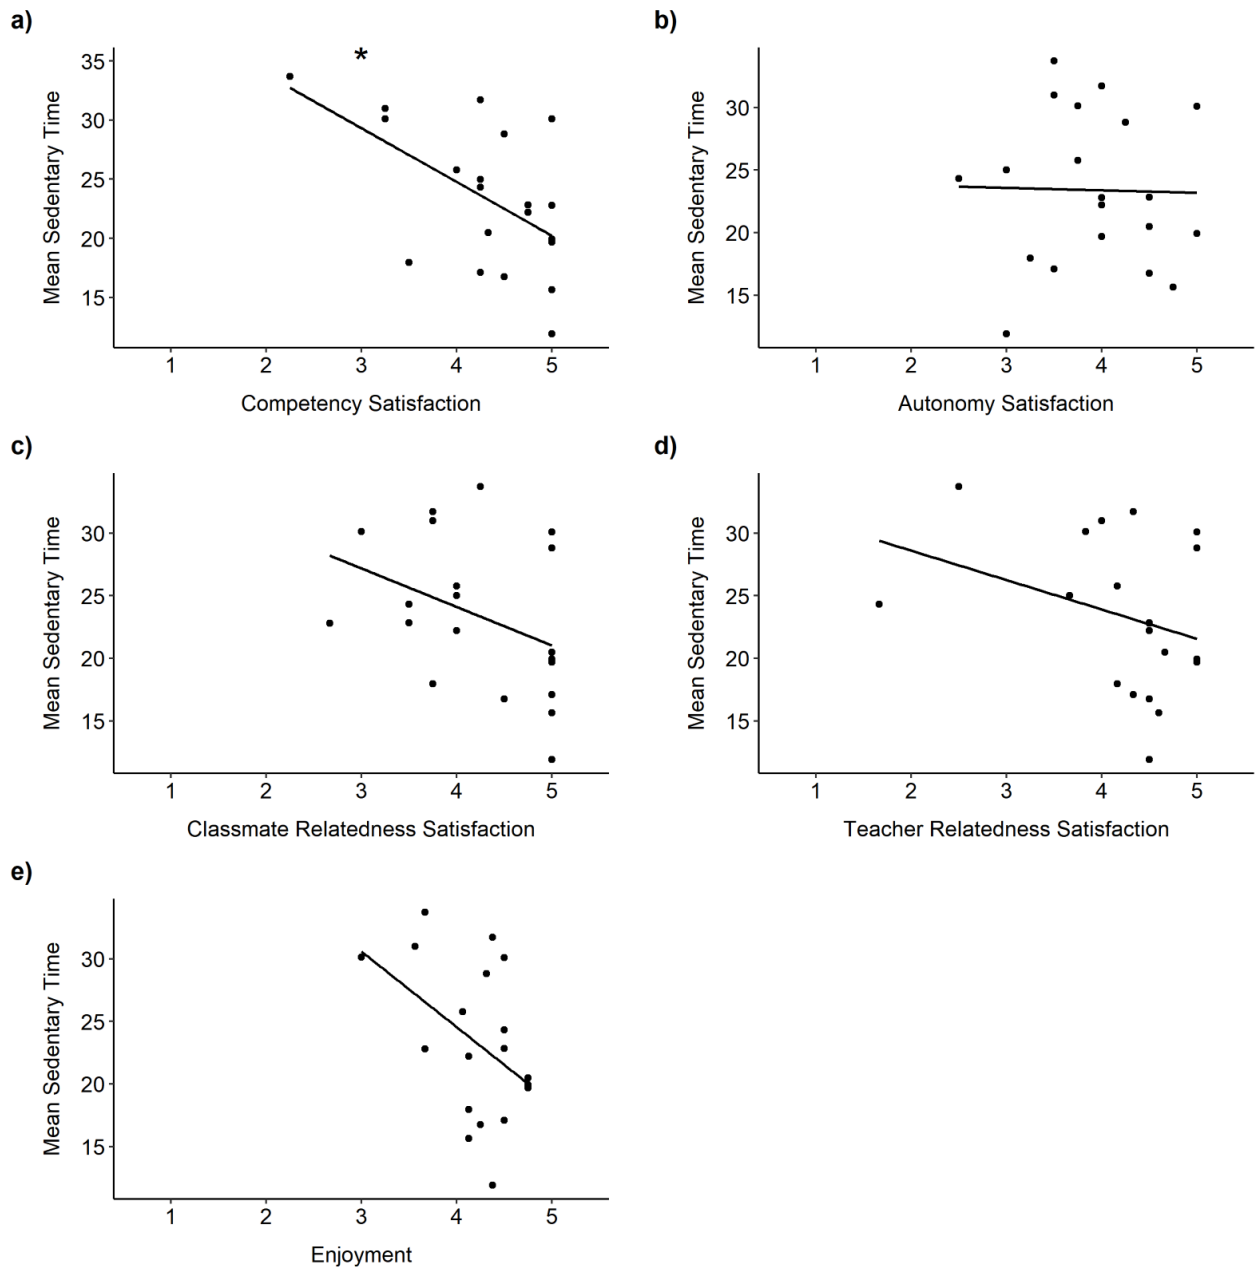 a)
*
Mean Sedentary Time
35
30
25
20
15
1 2 3 4 5
Competency Satisfaction
b)
Mean Sedentary Time
30
25
20
15
1 2 3 4 5
Autonomy Satisfaction
c)
Mean Sedentary Time
30
25
20
15
1 2 3 4 5
Classmate Relatedness Satisfaction
d)
Mean Sedentary Time
30
25
20
15
1 2 3 4 5
Teacher Relatedness Satisfaction
e)
Mean Sedentary Time
30
25
20
15
1 2 3 4 5
Enjoyment